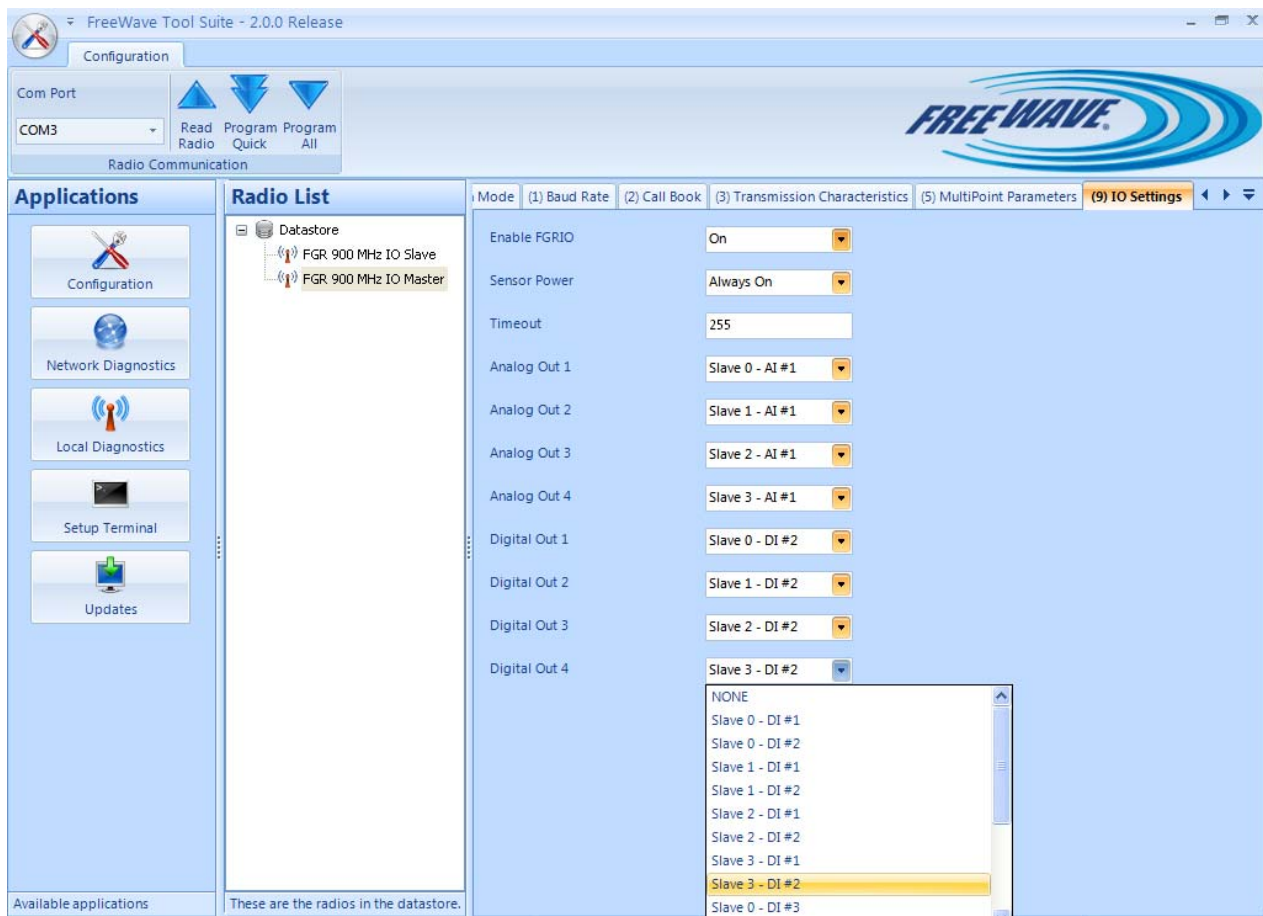 FreeWave Tool Suite - 2.0.0 Release
Configuration
Com Port
COM3
Read Radio
Program Quick
Program All
Radio Communication
FREEWAVE.
Applications
Configuration
Network Diagnostics
Local Diagnostics
Setup Terminal
Updates
Available applications
Radio List
Datastore
FGR 900 MHz IO Slave
FGR 900 MHz IO Master
These are the radios in the datastore.
Mode (1) Baud Rate (2) Call Book (3) Transmission Characteristics (5) MultiPoint Parameters (9) IO Settings
Enable FGRIO On
Sensor Power Always On
Timeout 255
Analog Out 1 Slave 0 - AI #1
Analog Out 2 Slave 1 - AI #1
Analog Out 3 Slave 2 - AI #1
Analog Out 4 Slave 3 - AI #1
Digital Out 1 Slave 0 - DI #2
Digital Out 2 Slave 1 - DI #2
Digital Out 3 Slave 2 - DI #2
Digital Out 4 Slave 3 - DI #2
NONE
Slave 0 - DI #1
Slave 0 - DI #2
Slave 1 - DI #1
Slave 1 - DI #2
Slave 2 - DI #1
Slave 2 - DI #2
Slave 3 - DI #1
Slave 3 - DI #2
Slave 0 - DI #3